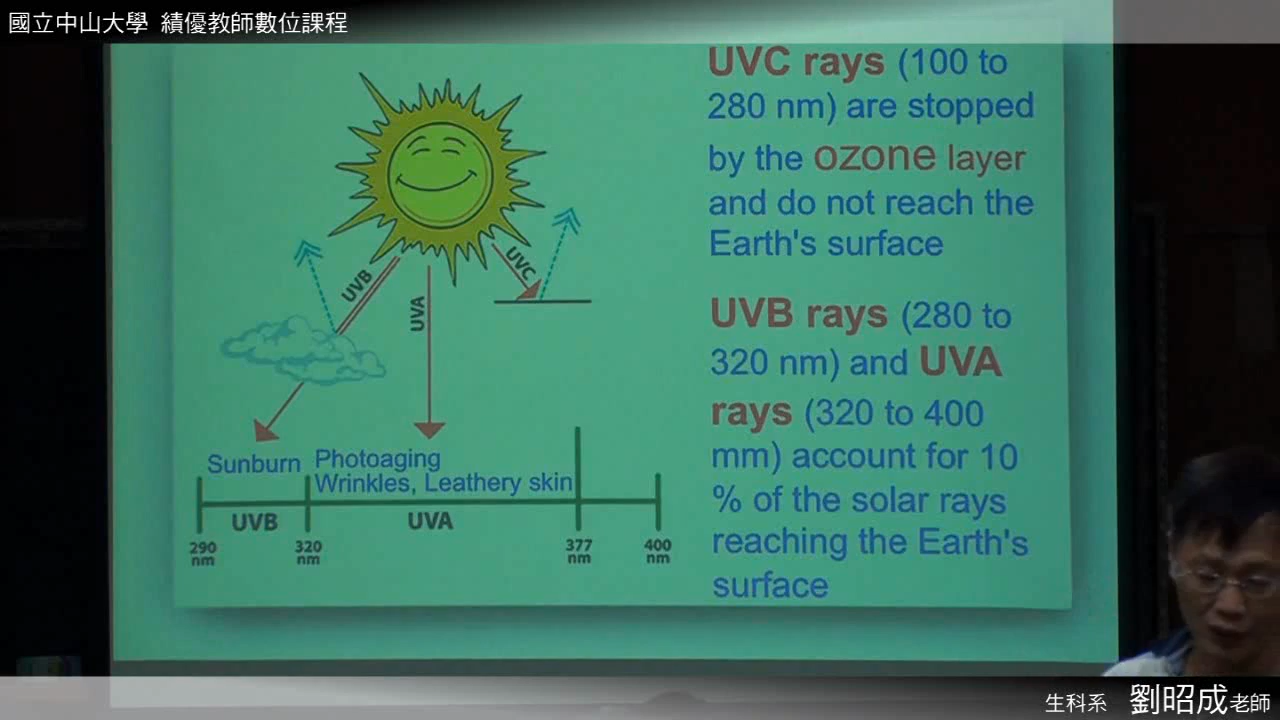 國立中山大學 績優教師數位課程
UVC rays (100 to
280 nm) are stopped
by the ozone layer
and do not reach the
Earth's surface
UVB rays (280 to
320 nm) and UVA
rays (320 to 400
mm) account for 10
% of the solar rays
reaching the Earth's
surface
UVB
UVA
UVC
Sunburn
Photoaging
Wrinkles, Leathery skin
UVB
UVA
290
nm
320
nm
377
nm
400
nm
生科系 劉昭成老師